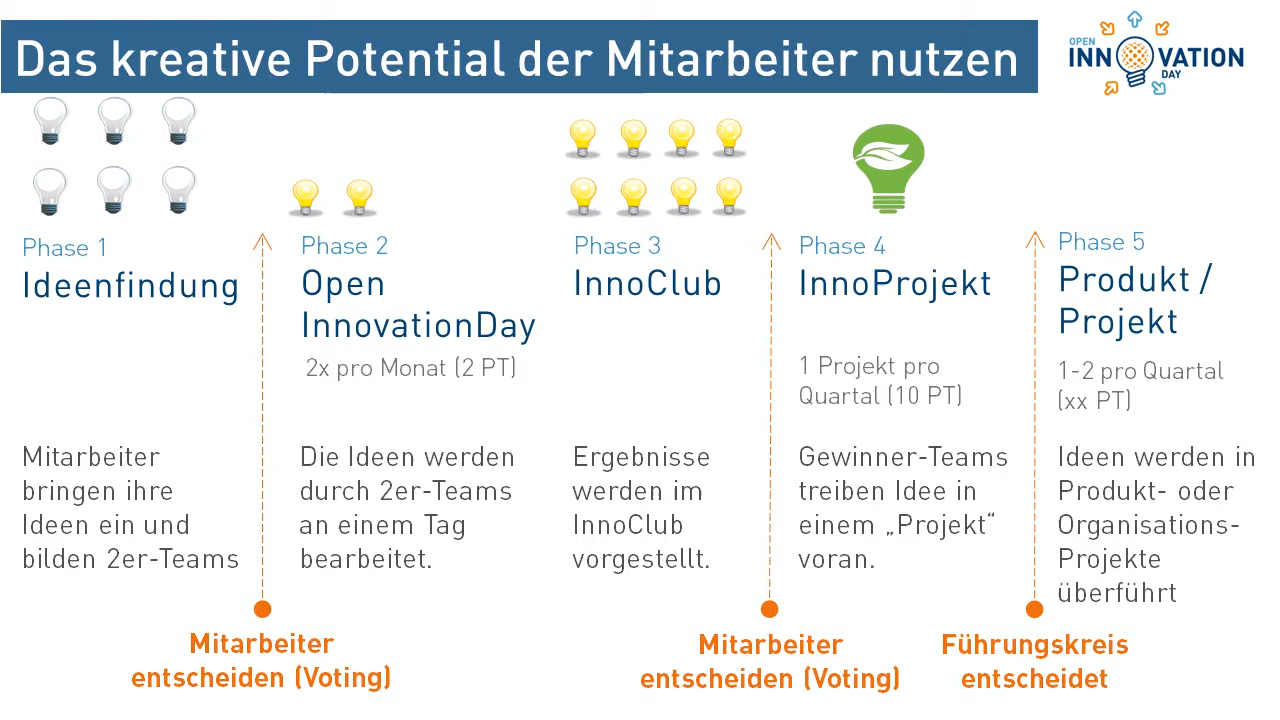 Das kreative Potential der Mitarbeiter nutzen
OPEN
INNOVATION
DAY
Phase 1
Ideenfindung
Mitarbeiter
bringen ihre
Ideen ein und
bilden 2er-Teams
Mitarbeiter
entscheiden (Voting)
Phase 2
Open
InnovationDay
2x pro Monat (2 PT)
Die Ideen werden
durch 2er-Teams
an einem Tag
bearbeitet.
Phase 3
InnoClub
Ergebnisse
werden im
InnoClub
vorgestellt.
Mitarbeiter
entscheiden (Voting)
Phase 4
InnoProjekt
1 Projekt pro
Quartal (10 PT)
Gewinner-Teams
treiben Idee in
einem „Projekt“
voran.
Führungskreis
entscheidet
Phase 5
Produkt /
Projekt
1-2 pro Quartal
(xx PT)
Ideen werden in
Produkt- oder
Organisations-
Projekte
überführt